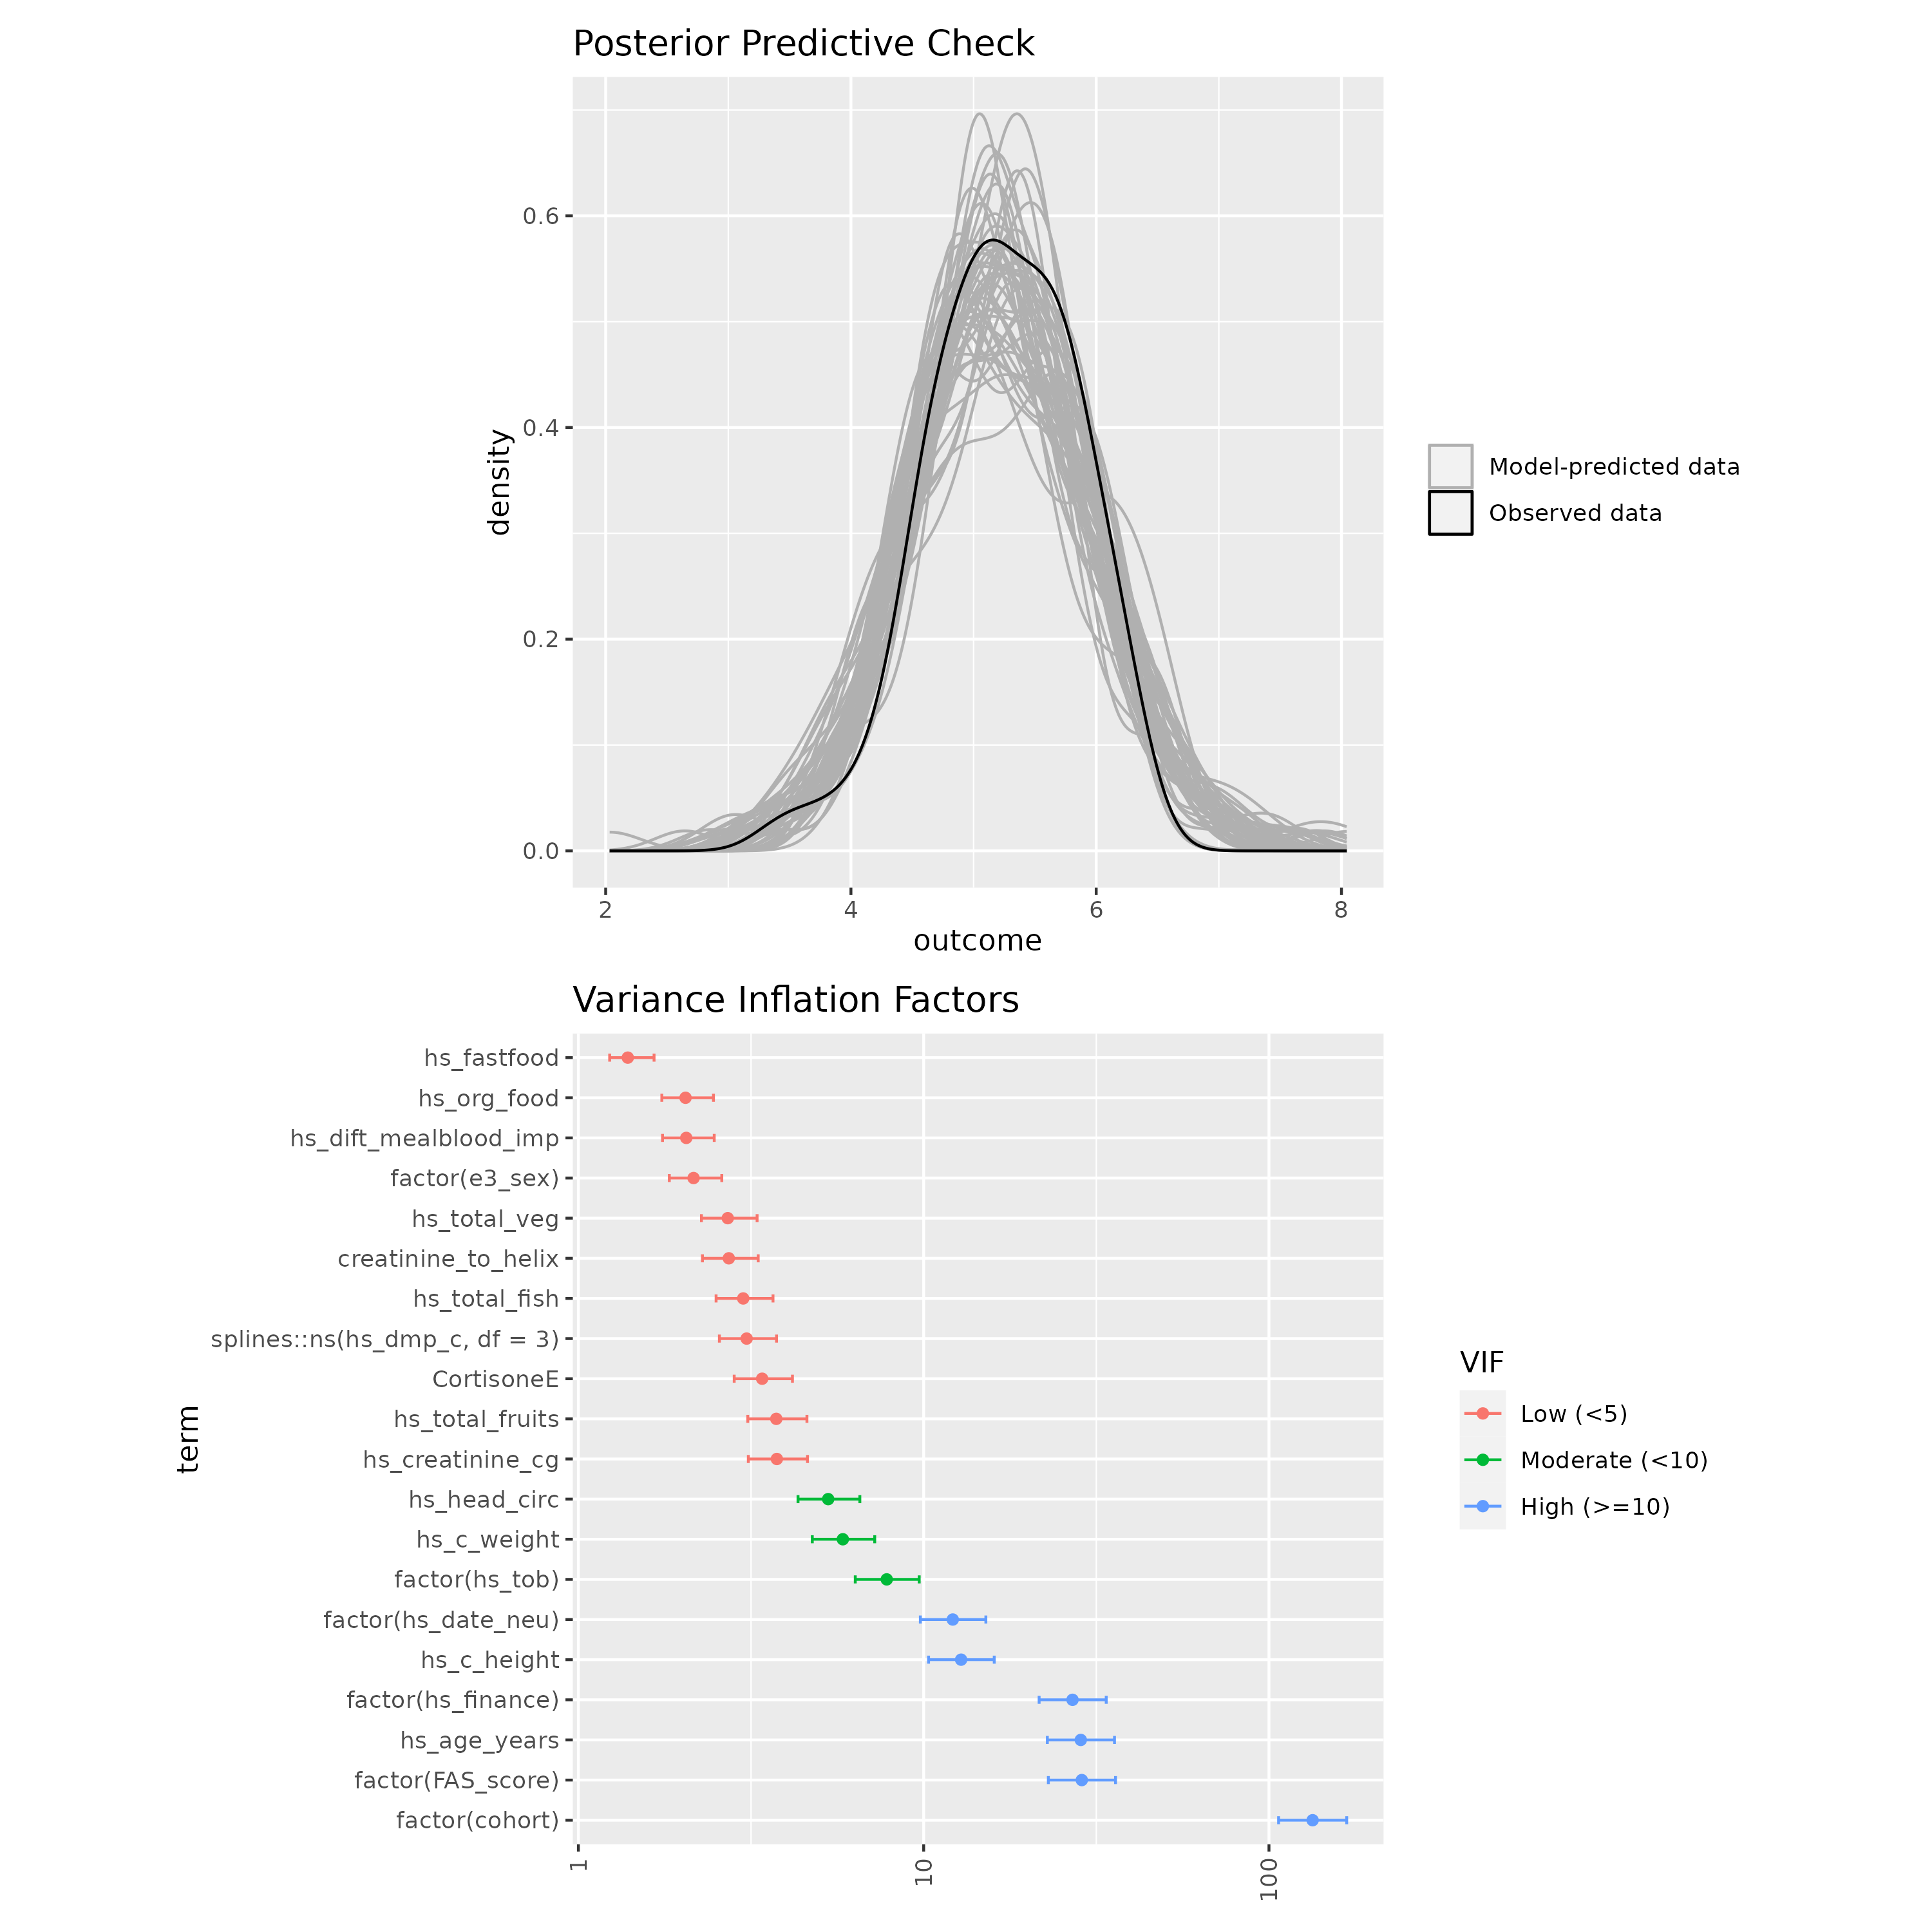 Posterior Predictive Check
density
0.6
0.4
0.2
0.0
2
4
6
8
outcome
Model-predicted data
Observed data
Variance Inflation Factors
term
hs_fastfood
hs_org_food
hs_dift_mealblood_imp
factor(e3_sex)
hs_total_veg
creatinine_to_helix
hs_total_fish
splines::ns(hs_dmp_c, df = 3)
CortisoneE
hs_total_fruits
hs_creatinine_cg
hs_head_circ
hs_c_weight
factor(hs_tob)
factor(hs_date_neu)
hs_c_height
factor(hs_finance)
hs_age_years
factor(FAS_score)
factor(cohort)
1
10
100
VIF
Low (<5)
Moderate (<10)
High (>=10)